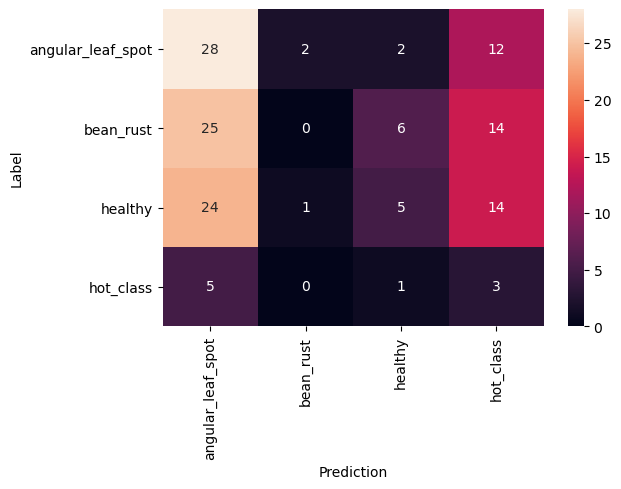 angular_leaf_spot 28 2 2 12
bean_rust 25 0 6 14
healthy 24 1 5 14
hot_class 5 0 1 3
Label
angular_leaf_spot bean_rust healthy hot_class
Prediction
25
20
15
10
5
0